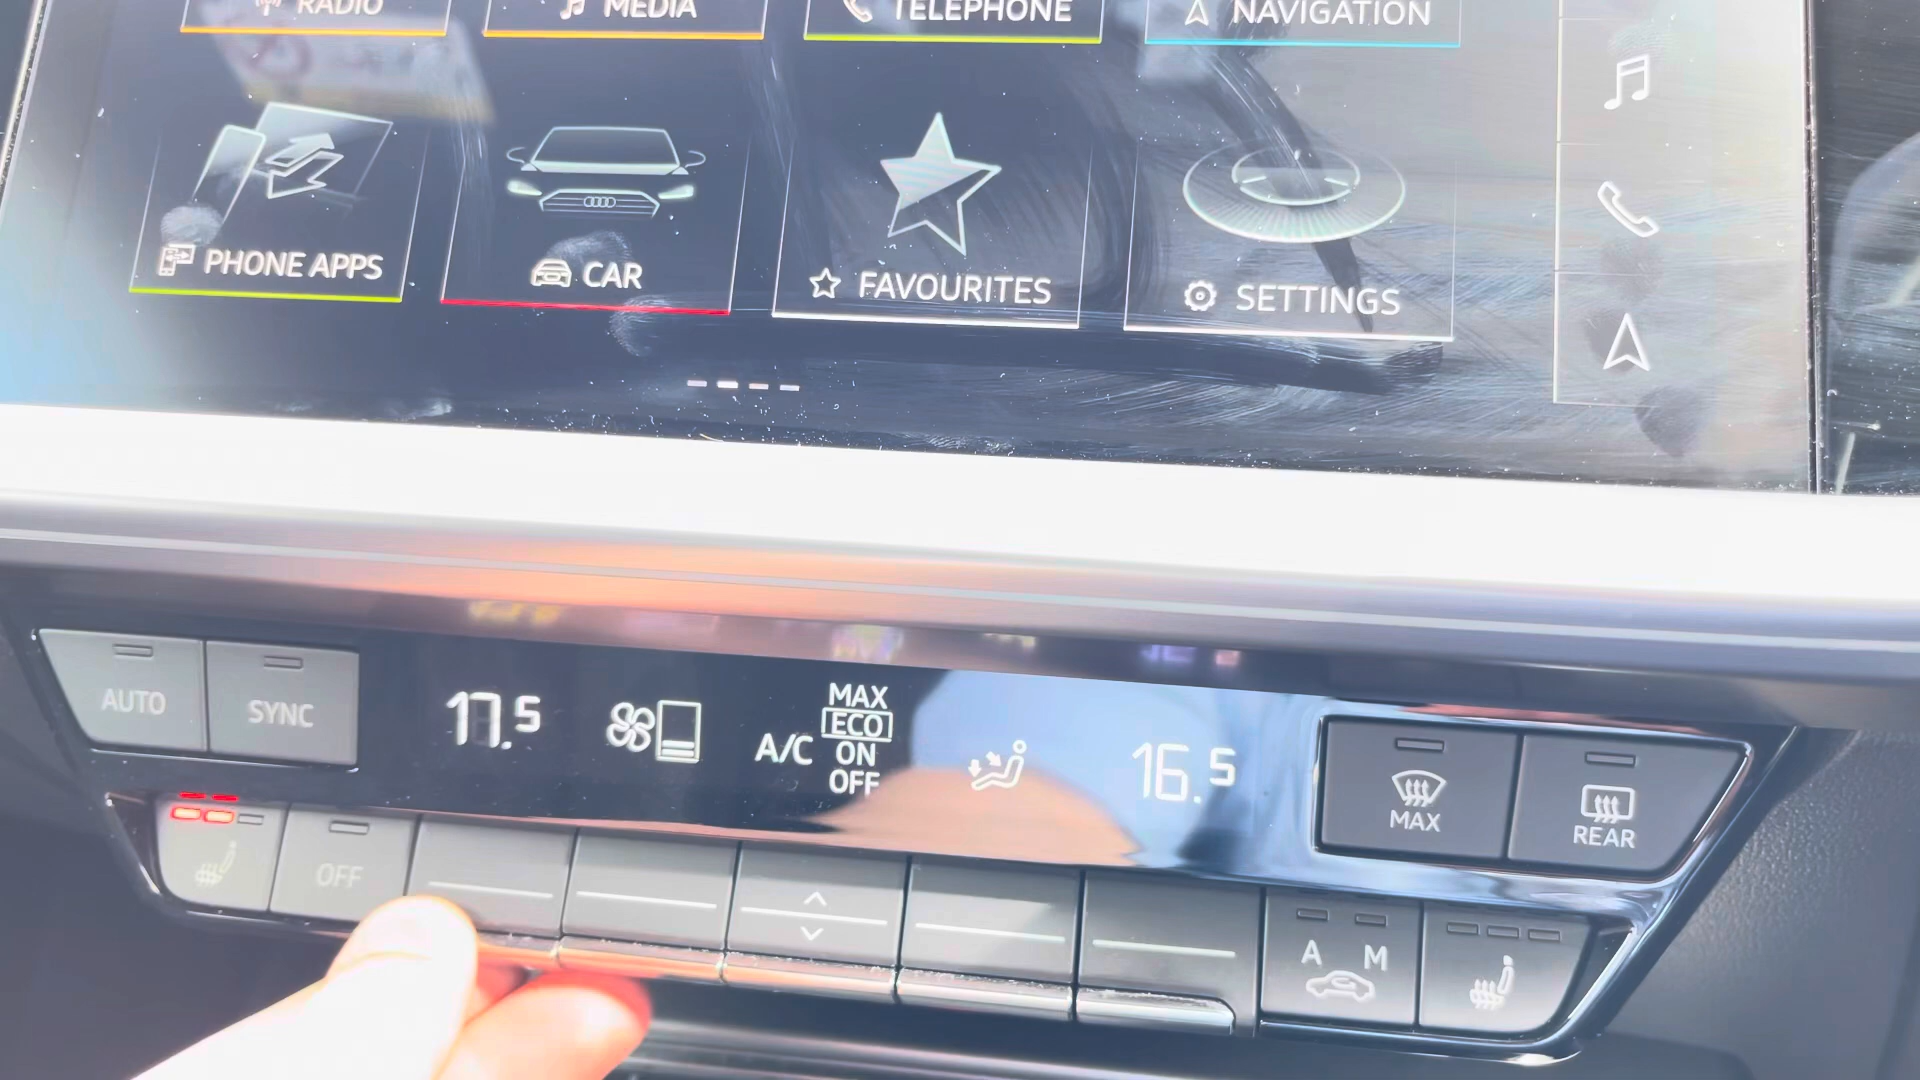 RADIO
MEDIA
TELEPHONE
NAVIGATION
PHONE APPS
CAR
FAVOURITES
SETTINGS
AUTO
SYNC
17.5
A/C
MAX
ECO
ON
OFF
16.5
MAX
REAR
OFF
A M